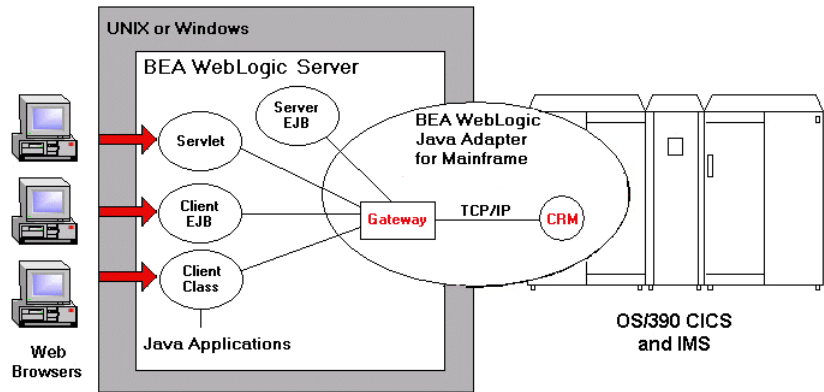 UNIX or Windows
BEA WebLogic Server
Server
EJB
BEA WebLogic
Java Adapter
for Mainframe
Servlet
Client
EJB
Gateway
TCP/IP
CRM
Client
Class
Java Applications
Web
Browsers
OS/390 CICS
and IMS